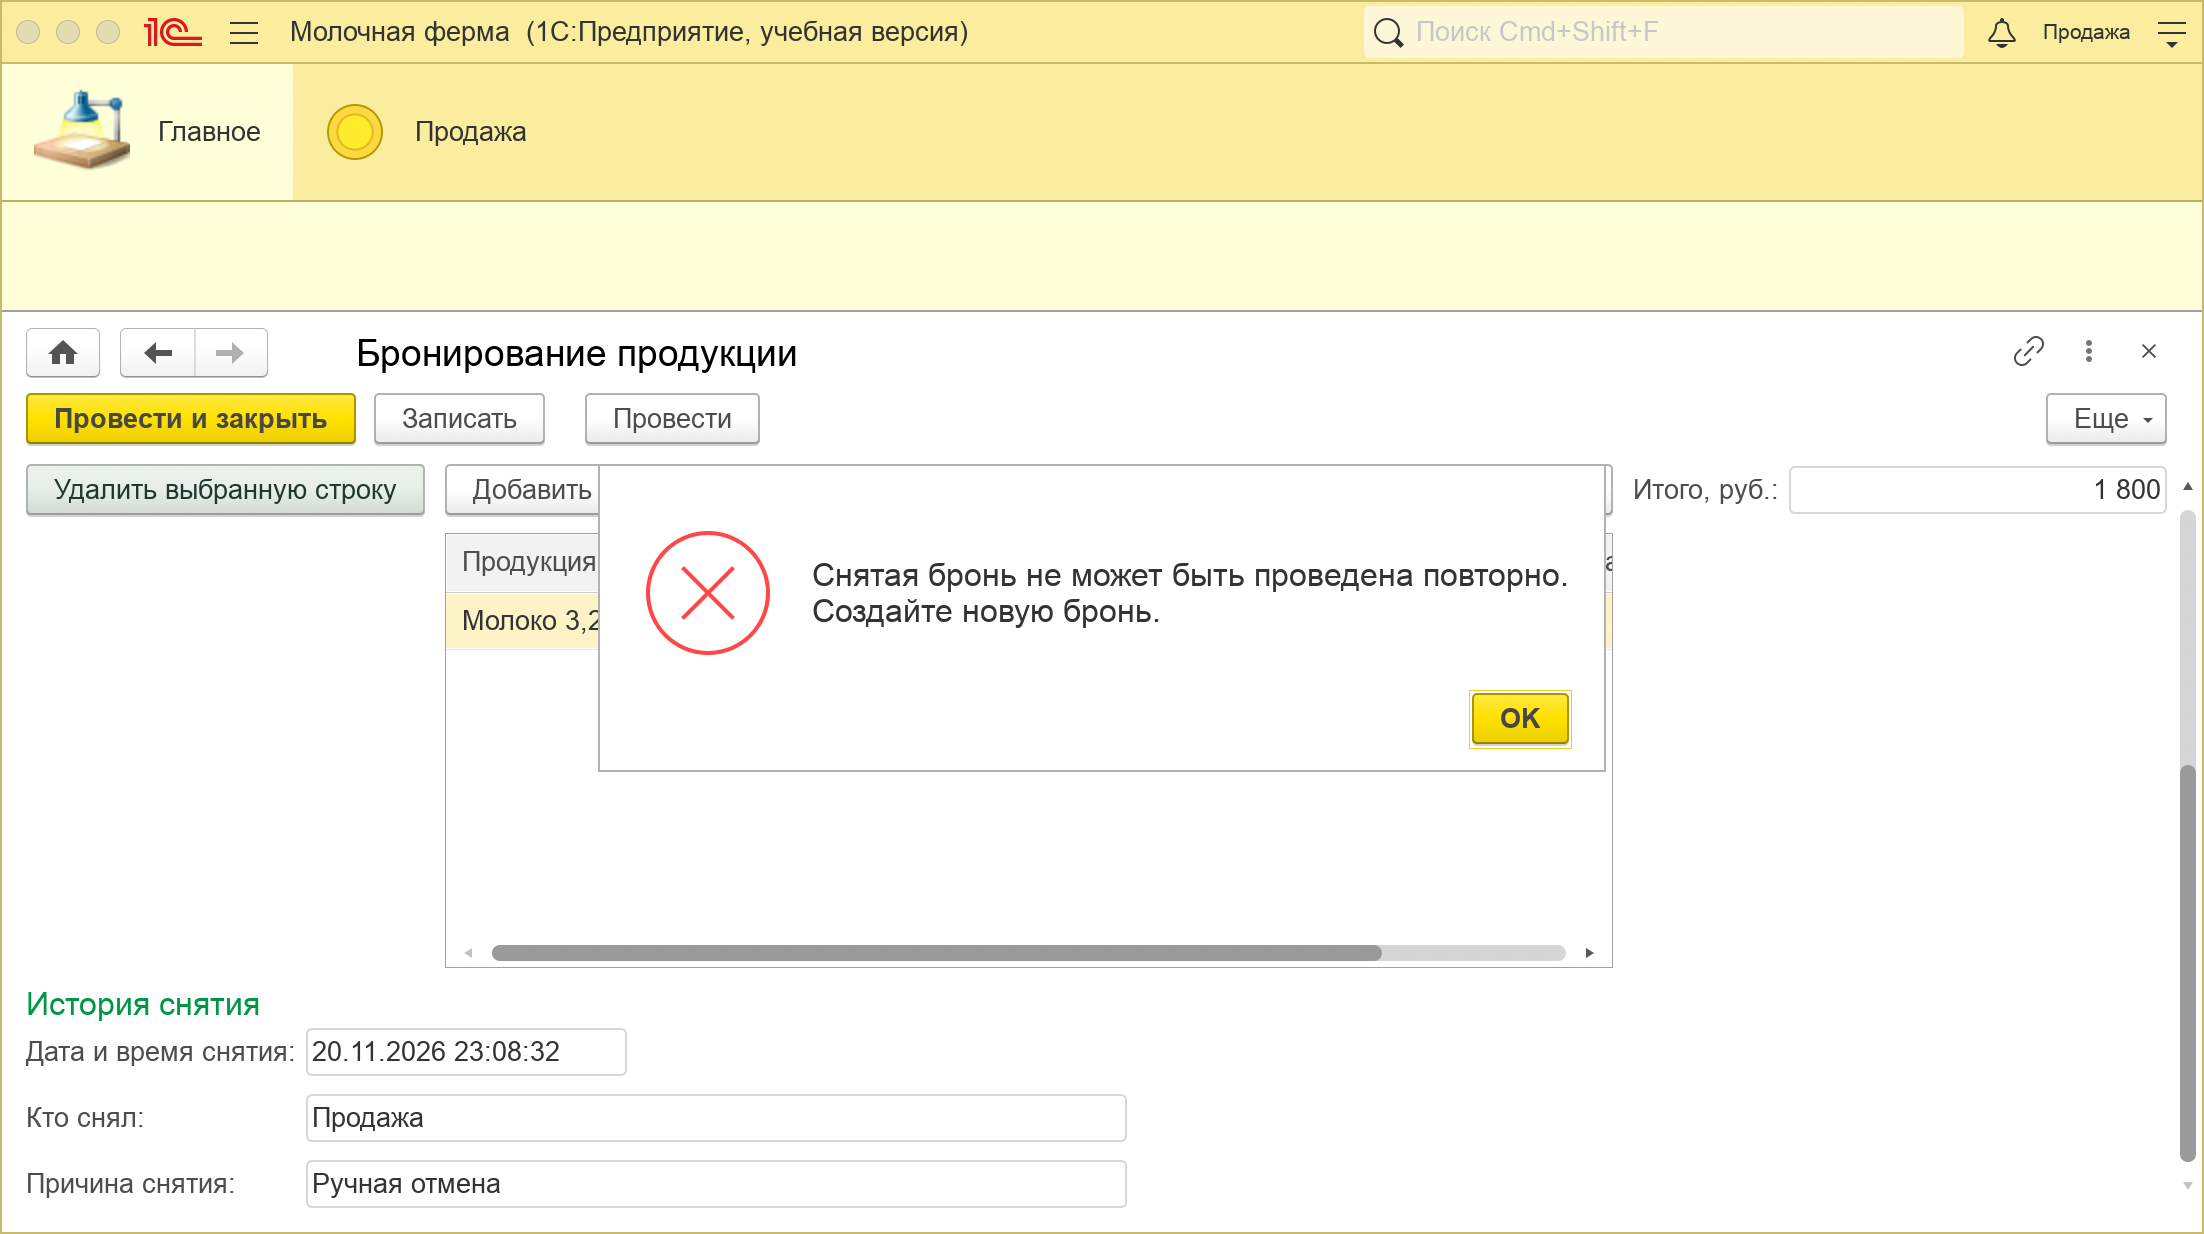 1С Молочная ферма (1С:Предприятие, учебная версия) Поиск Cmd+Shift+F Продажа
Главное Продажа
Бронирование продукции
Провести и закрыть Записать Провести Еще
Удалить выбранную строку Добавить Итого, руб.: 1 800
Продукция
Молоко 3,2
Снятая бронь не может быть проведена повторно.
Создайте новую бронь.
OK
История снятия
Дата и время снятия: 20.11.2026 23:08:32
Кто снял: Продажа
Причина снятия: Ручная отмена